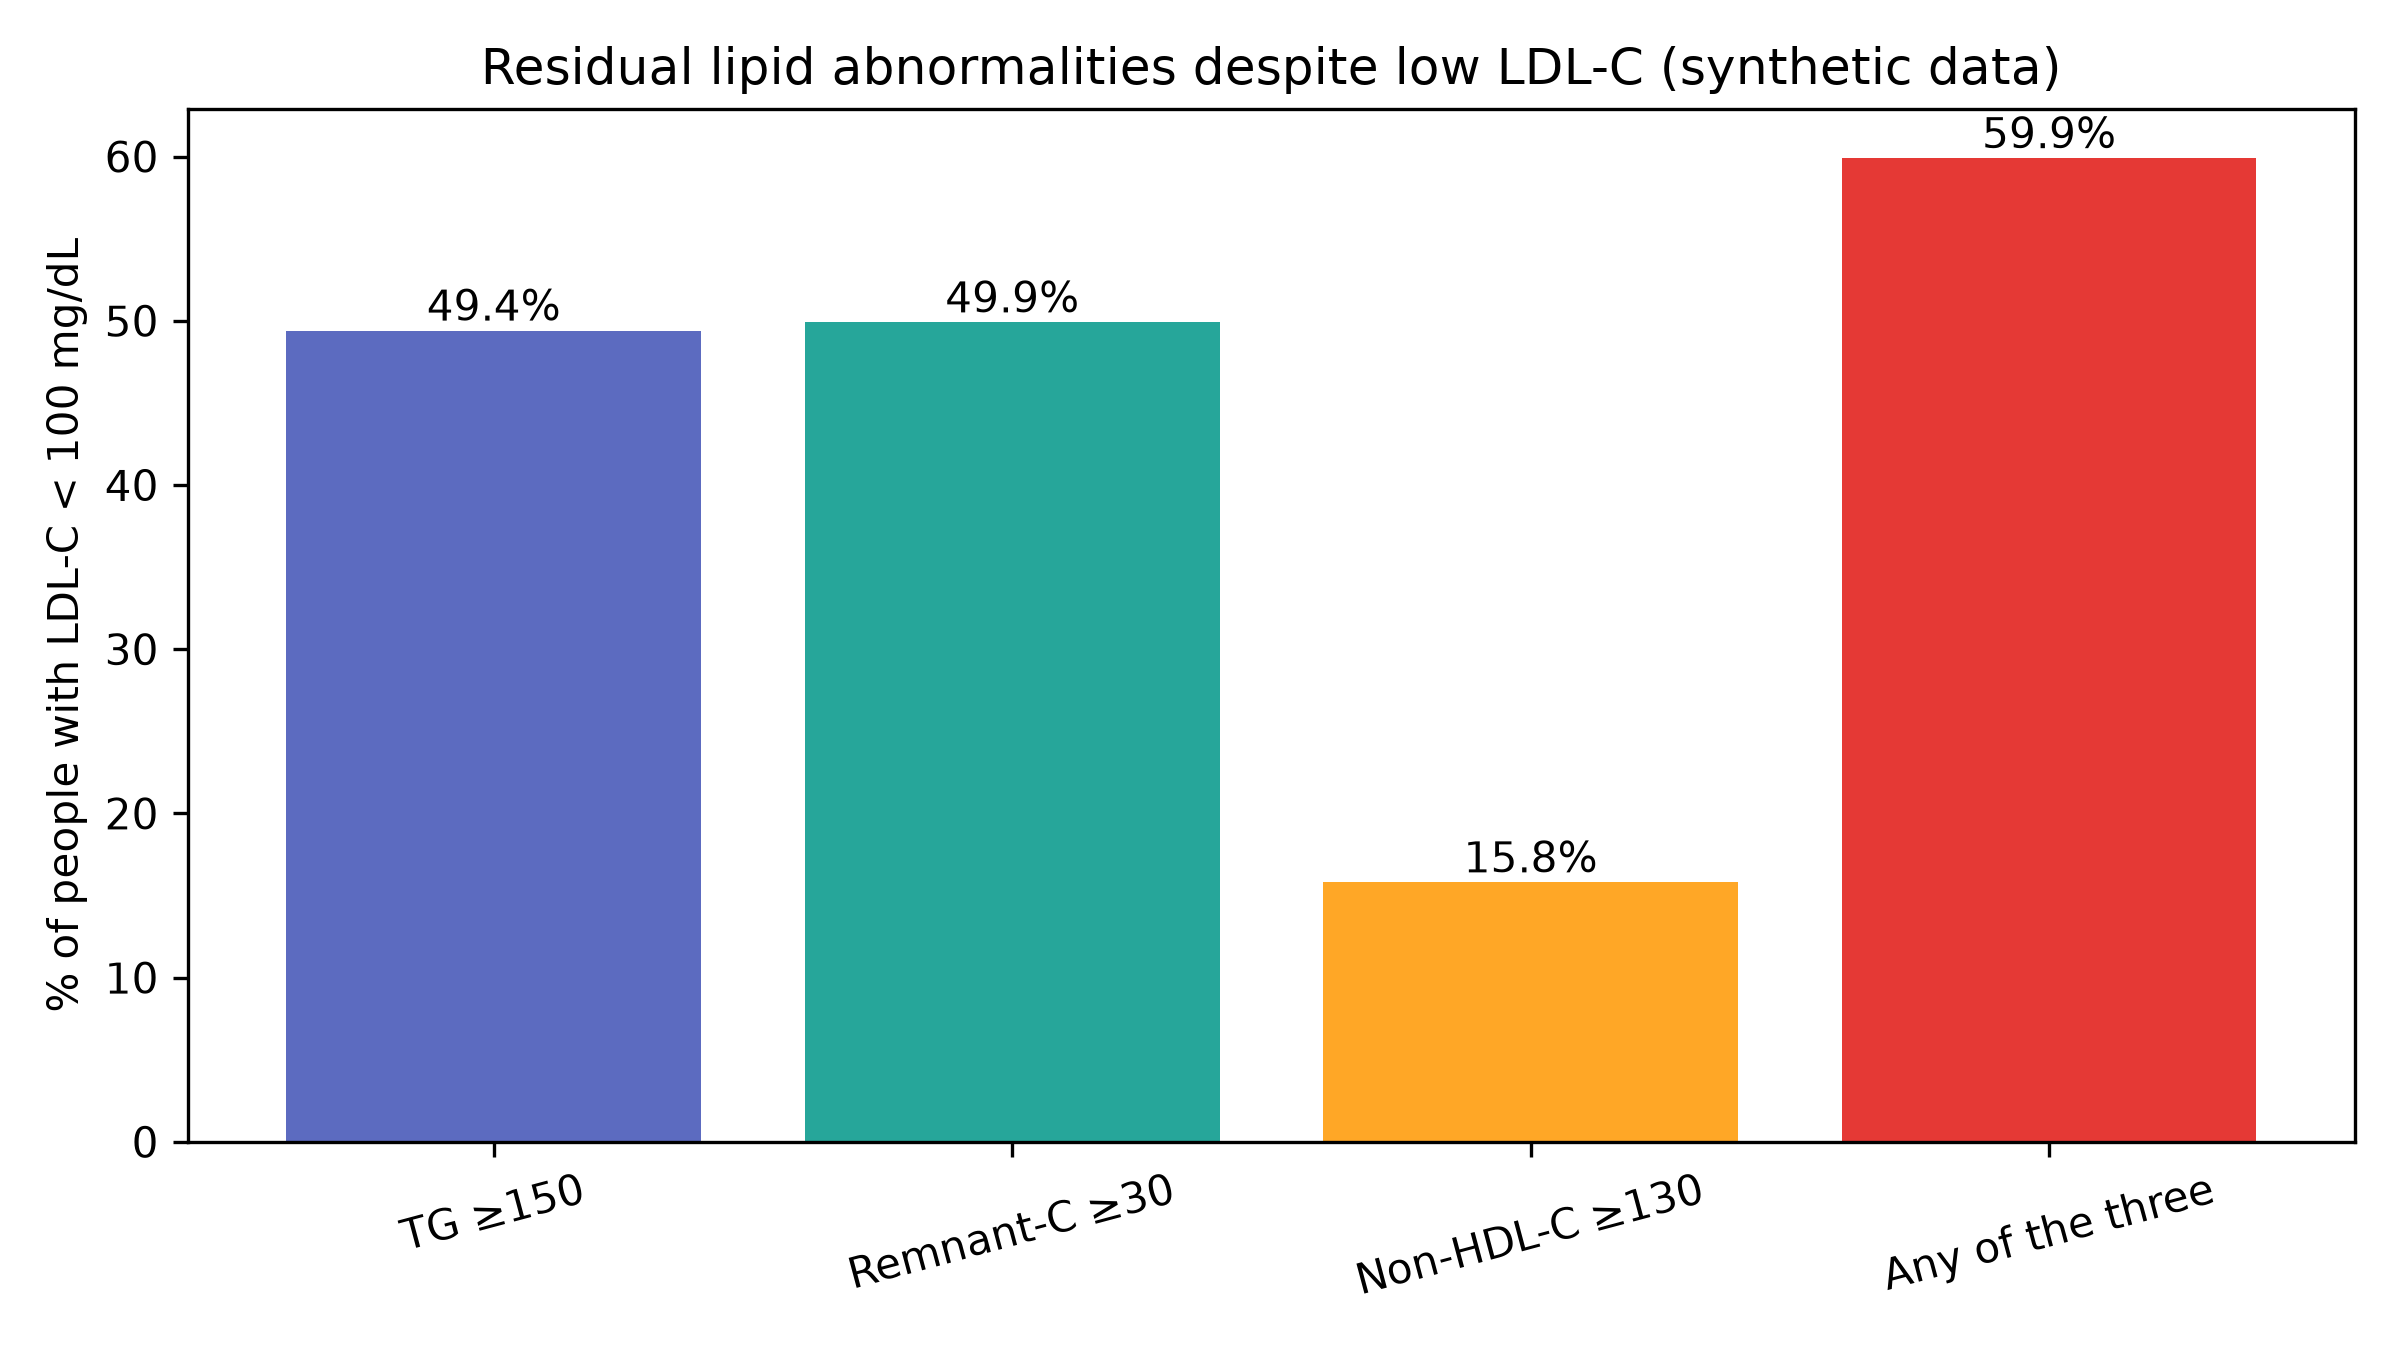 Residual lipid abnormalities despite low LDL-C (synthetic data)
% of people with LDL-C < 100 mg/dL
60
50
40
30
20
10
0
49.4%
49.9%
15.8%
59.9%
TG ≥150
Remnant-C ≥30
Non-HDL-C ≥130
Any of the three